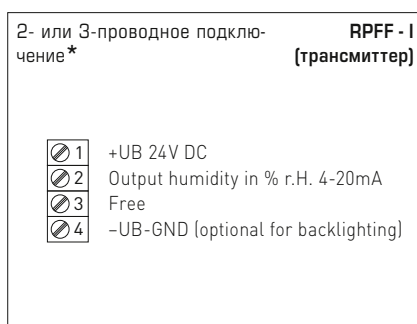 2- или 3-проводное подклю- RPFF - I
чение* (трансмиттер)
1 +UB 24V DC
2 Output humidity in % r.H. 4-20mA
3 Free
4 –UB-GND (optional for backlighting)